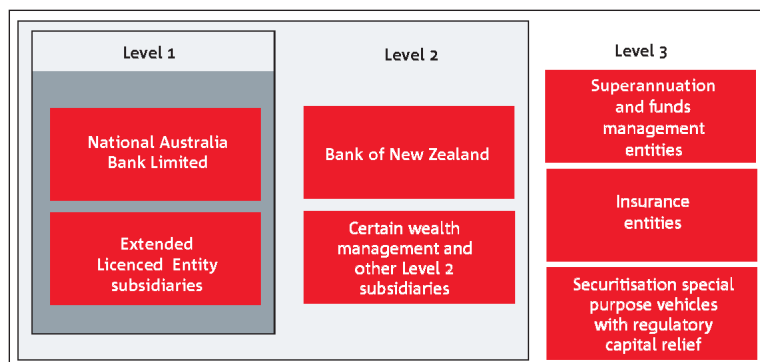 Level 1
National Australia
Bank Limited
Extended
Licenced Entity
subsidiaries
Level 2
Bank of New Zealand
Certain wealth
management and
other Level 2
subsidiaries
Level 3
Superannuation
and funds
management
entities
Insurance
entities
Securitisation special
purpose vehicles
with regulatory
capital relief